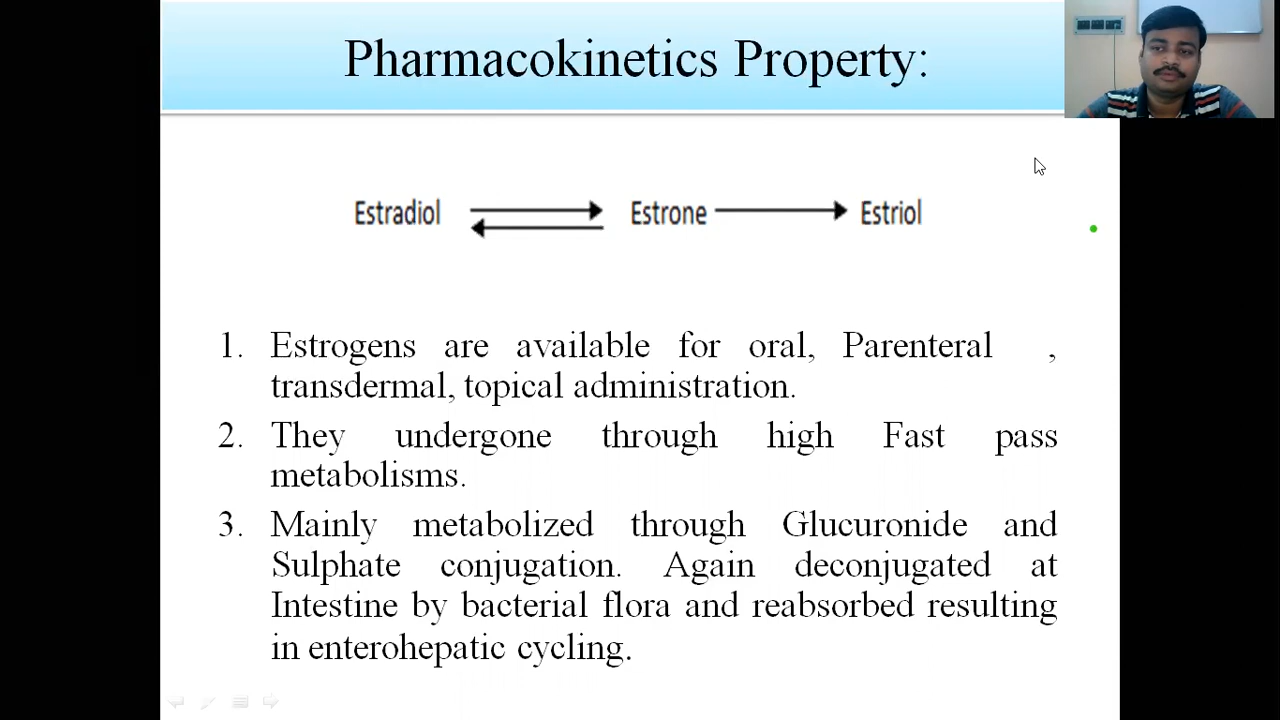 Pharmacokinetics Property:
Estradiol Estrone Estriol
1. Estrogens are available for oral, Parenteral ,
transdermal, topical administration.
2. They undergone through high Fast pass
metabolisms.
3. Mainly metabolized through Glucuronide and
Sulphate conjugation. Again deconjugated at
Intestine by bacterial flora and reabsorbed resulting
in enterohepatic cycling.